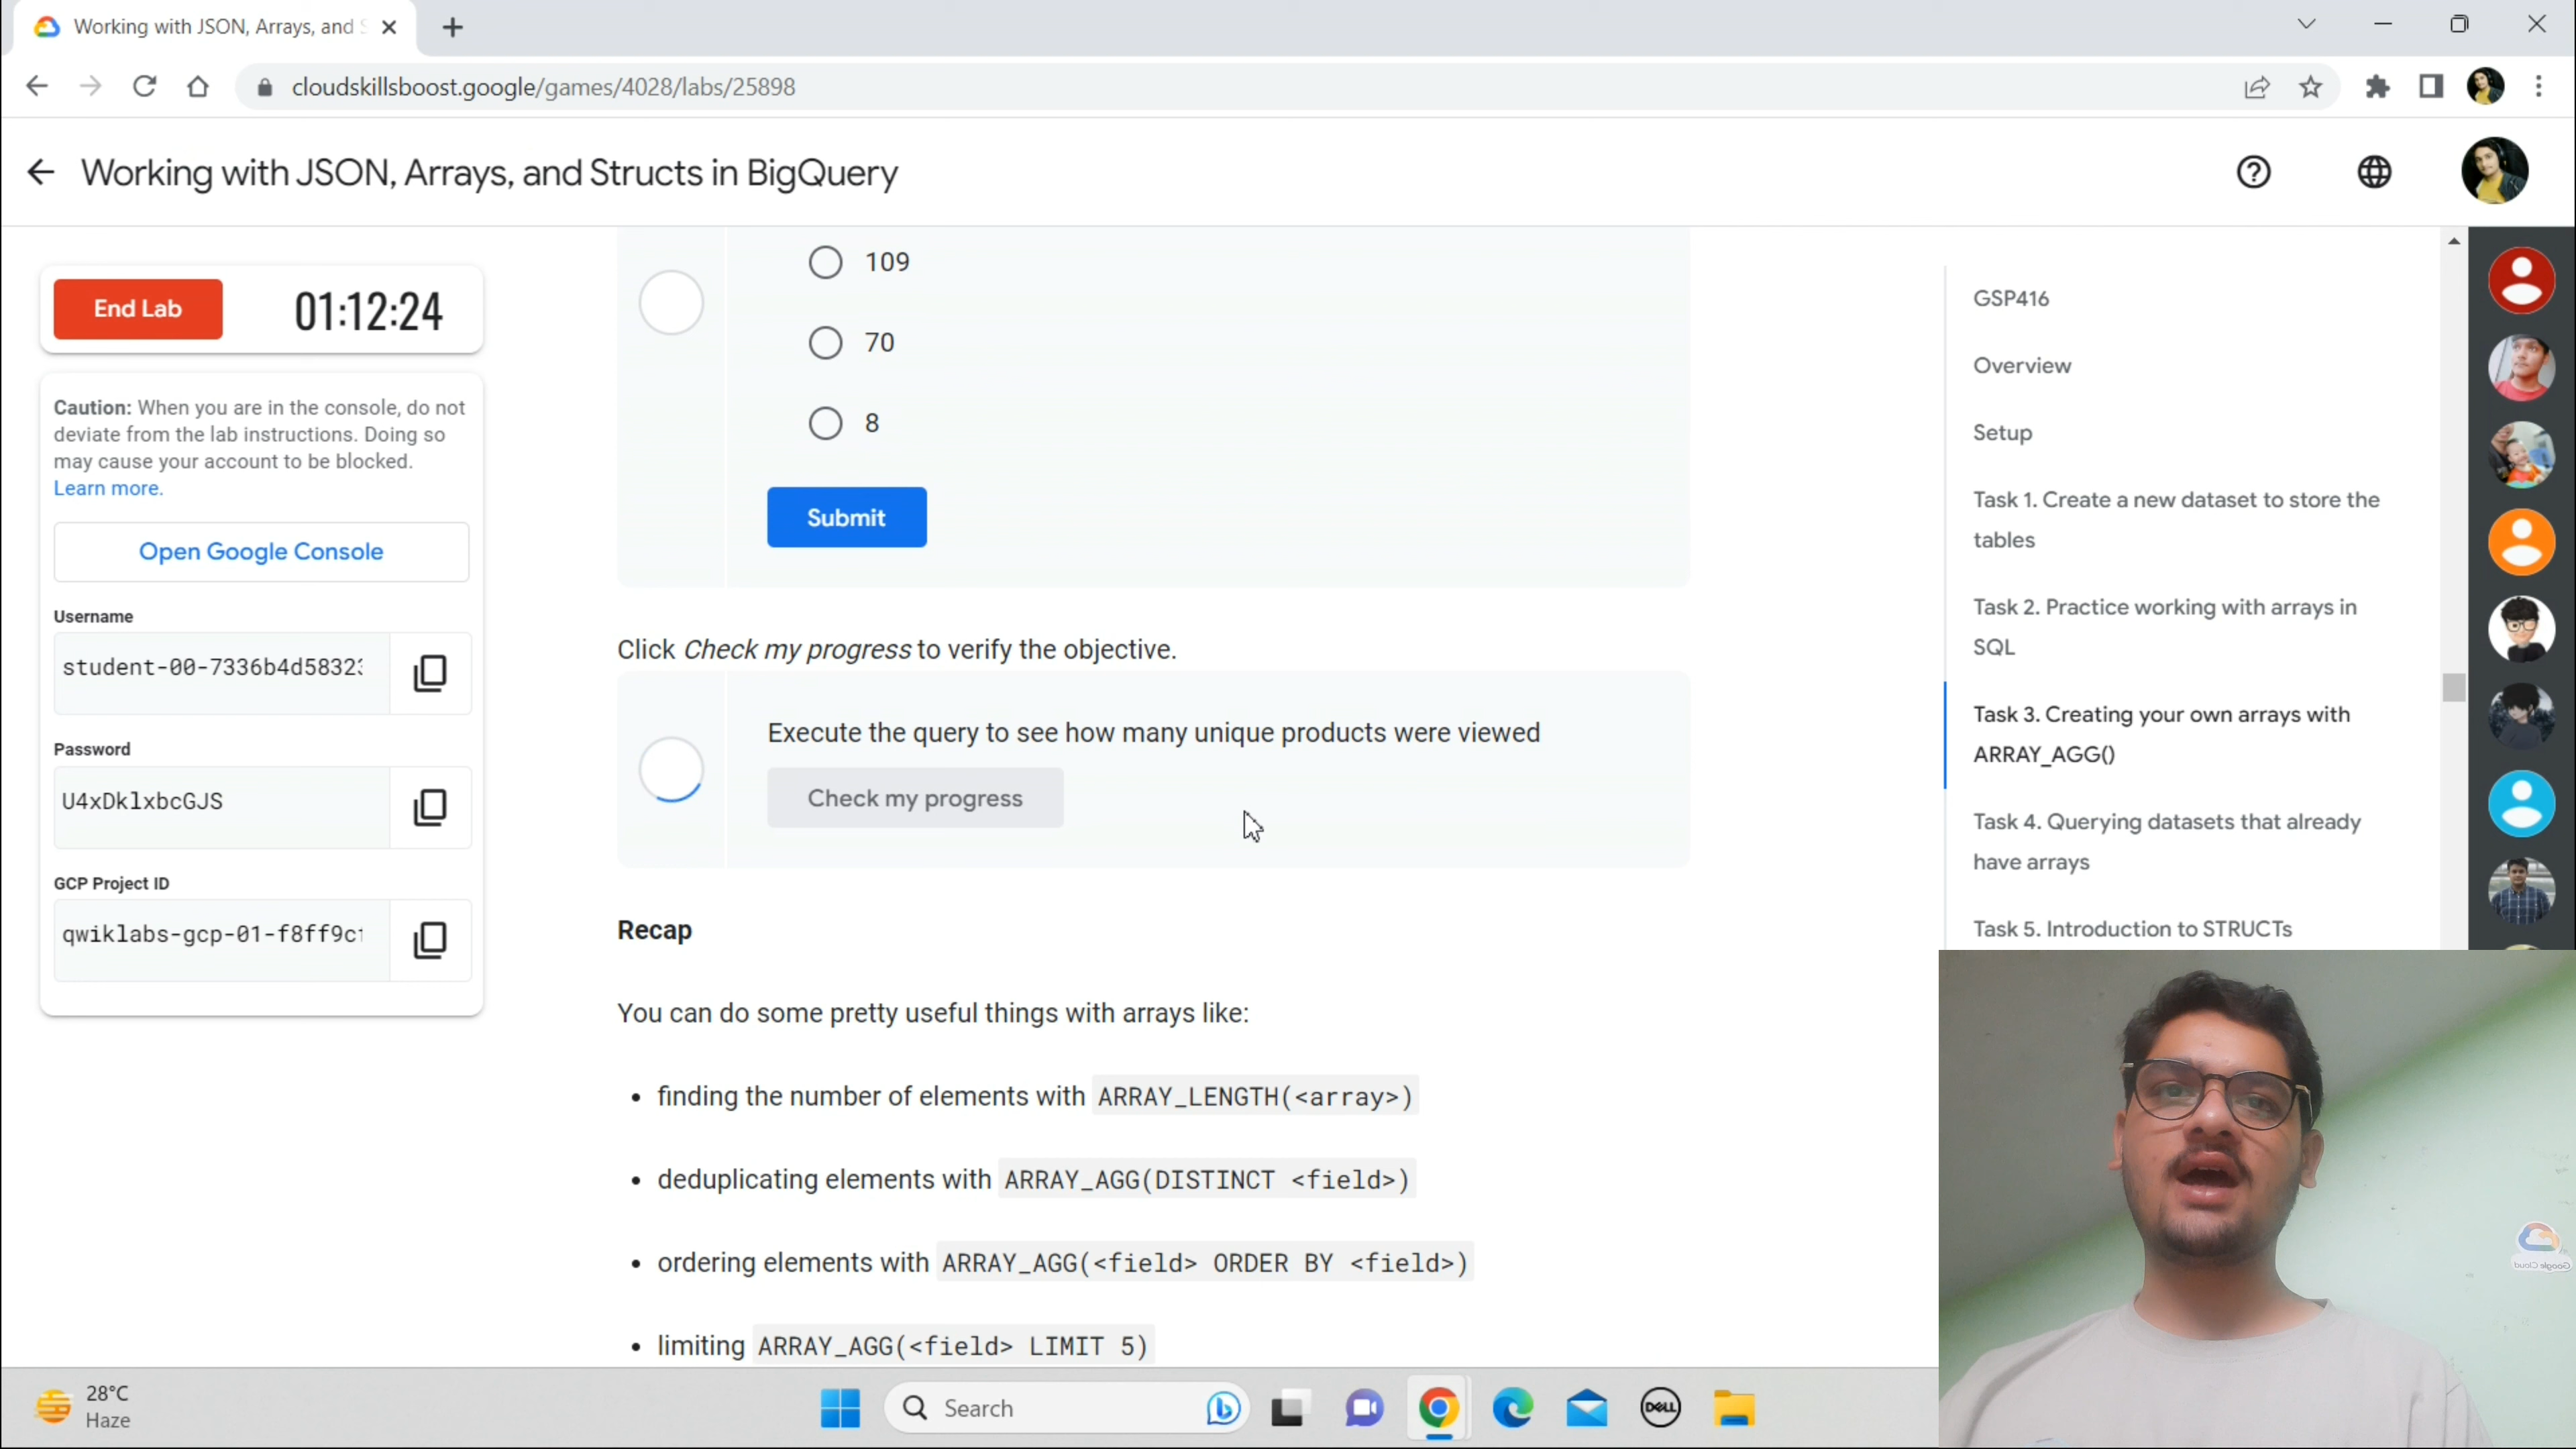 Working with JSON, Arrays, and
cloudskillsboost.google/games/4028/labs/25898
Working with JSON, Arrays, and Structs in BigQuery
End Lab
01:12:24
Caution: When you are in the console, do not
deviate from the lab instructions. Doing so
may cause your account to be blocked.
Learn more.
Open Google Console
Username
student-00-7336b4d58323
Password
U4xDklxbcGJS
GCP Project ID
qwiklabs-gcp-01-f8ff9c
109
70
8
Submit
Click Check my progress to verify the objective.
Execute the query to see how many unique products were viewed
Check my progress
Recap
You can do some pretty useful things with arrays like:
• finding the number of elements with ARRAY_LENGTH(<array>)
• deduplicating elements with ARRAY_AGG(DISTINCT <field>)
• ordering elements with ARRAY_AGG(<field> ORDER BY <field>)
• limiting ARRAY_AGG(<field> LIMIT 5)
GSP416
Overview
Setup
Task 1. Create a new dataset to store the
tables
Task 2. Practice working with arrays in
SQL
Task 3. Creating your own arrays with
ARRAY_AGG()
Task 4. Querying datasets that already
have arrays
Task 5. Introduction to STRUCTs
Google Cloud
28°C
Haze
Search
DELL